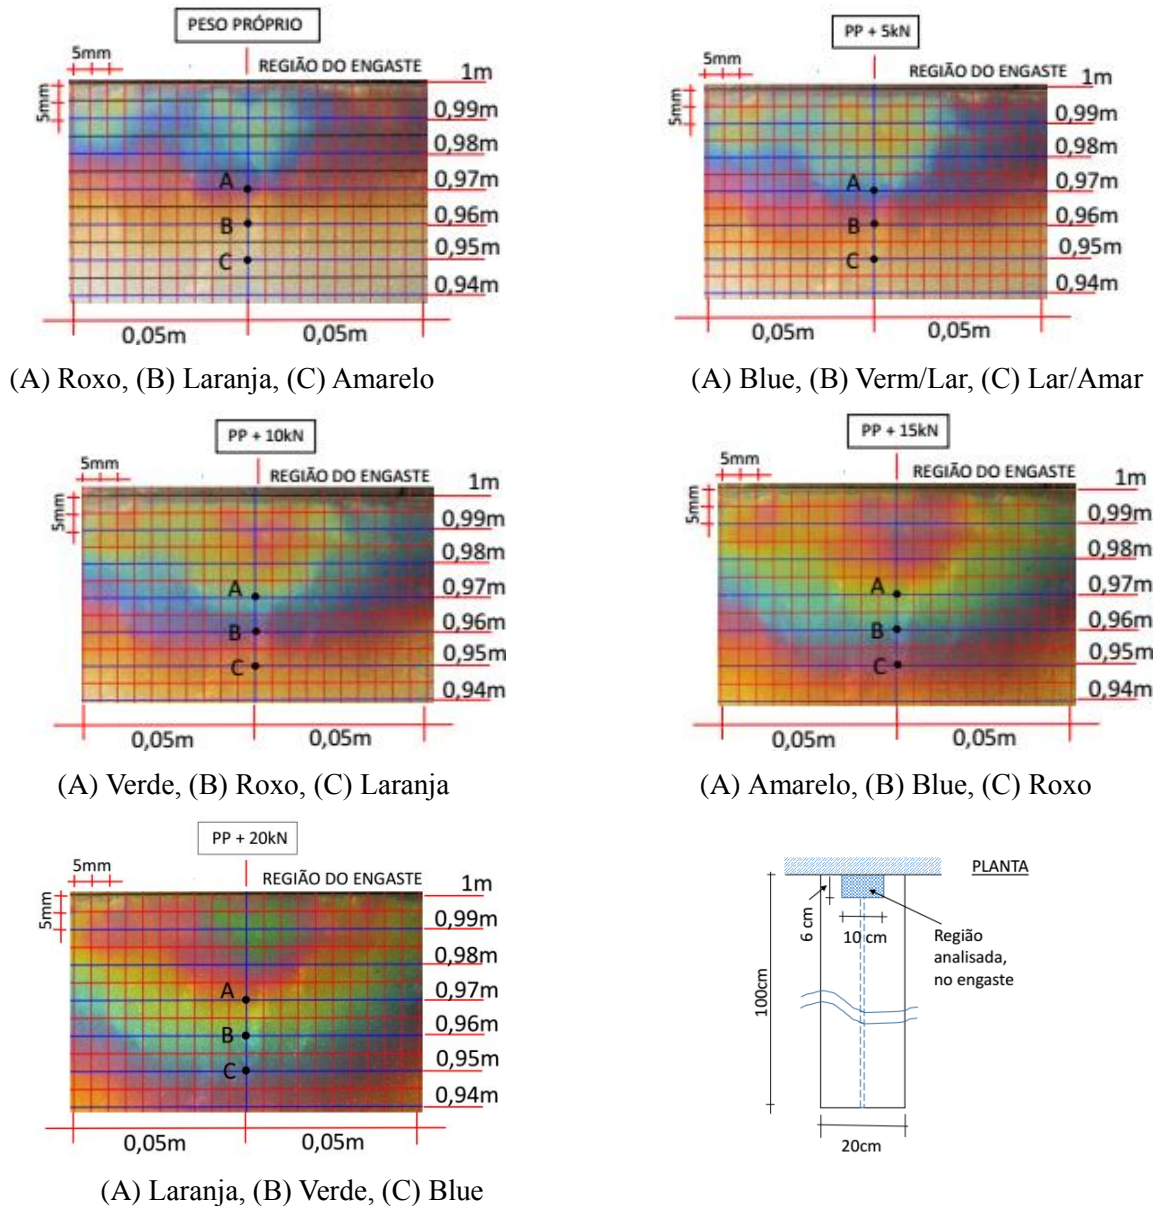 PESO PRÓPRIO
5mm
REGIÃO DO ENGASTE
1m
5mm
0,99m
0,98m
A
0,97m
B
0,96m
C
0,95m
0,94m
0,05m
0,05m
(A) Roxo, (B) Laranja, (C) Amarelo
PP + 5kN
5mm
REGIÃO DO ENGASTE
1m
5mm
0,99m
0,98m
A
0,97m
B
0,96m
C
0,95m
0,94m
0,05m
0,05m
(A) Blue, (B) Verm/Lar, (C) Lar/Amar
PP + 10kN
5mm
REGIÃO DO ENGASTE
1m
5mm
0,99m
0,98m
A
0,97m
B
0,96m
C
0,95m
0,94m
0,05m
0,05m
(A) Verde, (B) Roxo, (C) Laranja
PP + 15kN
5mm
REGIÃO DO ENGASTE
1m
5mm
0,99m
0,98m
A
0,97m
B
0,96m
C
0,95m
0,94m
0,05m
0,05m
(A) Amarelo, (B) Blue, (C) Roxo
PP + 20kN
5mm
REGIÃO DO ENGASTE
1m
5mm
0,99m
0,98m
A
0,97m
B
0,96m
C
0,95m
0,94m
0,05m
0,05m
(A) Laranja, (B) Verde, (C) Blue
PLANTA
6 cm
10 cm
Região
analisada,
no engaste
100cm
20cm